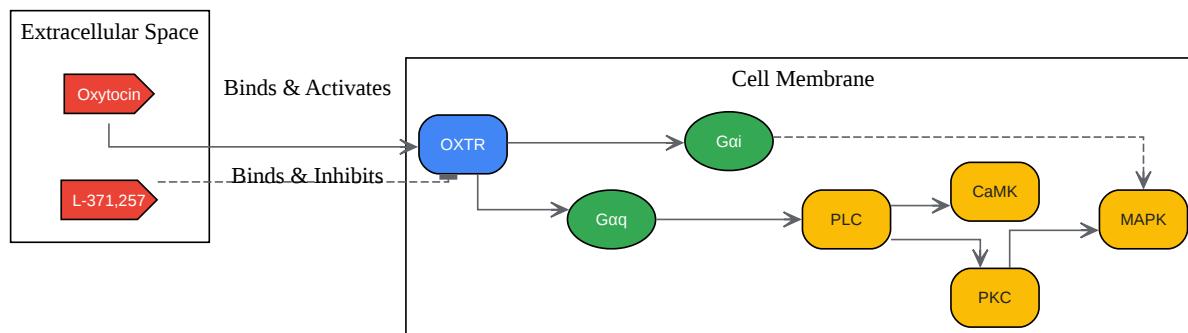 Extracellular Space
Cell Membrane
Oxytocin
Binds & Activates
OXTR
Gαi
L-371,257
Binds & Inhibits
Gαq
PLC
CaMK
MAPK
PKC